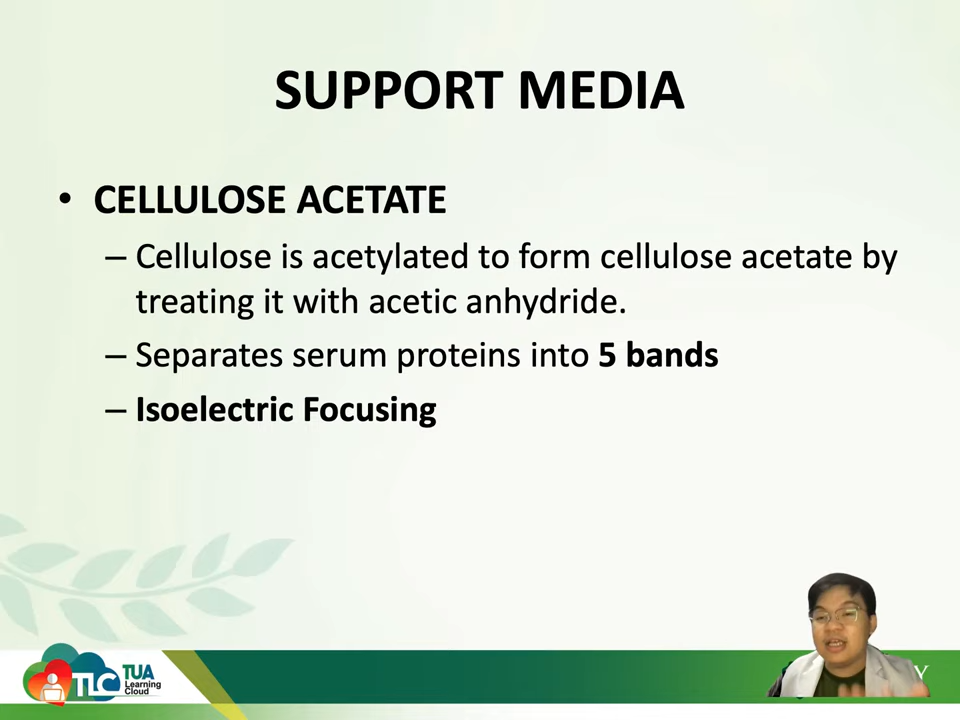 SUPPORT MEDIA
• CELLULOSE ACETATE
– Cellulose is acetylated to form cellulose acetate by
treating it with acetic anhydride.
– Separates serum proteins into 5 bands
– Isoelectric Focusing
TLC TUA
Learning
Cloud
Y